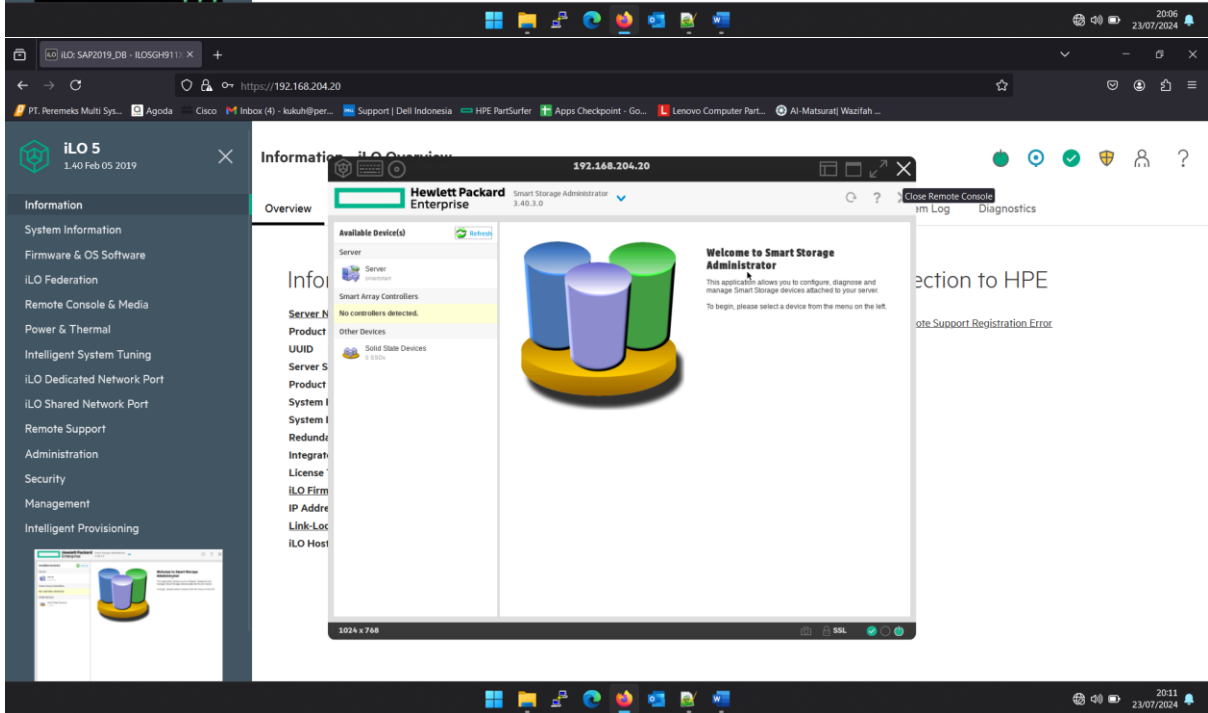 20:06
23/07/2024
iLO: SAP2019_DB - ILOSGH911
https://192.168.204.20
PT. Peremeks Multi Sys... Agoda Cisco Inbox (4) - kukuh@per... Support | Dell Indonesia HPE PartSurfer Apps Checkpoint - Go... Lenovo Computer Part... Al-Matsurat| Wazifah ...
iLO 5
1.40 Feb 05 2019
Information
System Information
Firmware & OS Software
iLO Federation
Remote Console & Media
Power & Thermal
Intelligent System Tuning
iLO Dedicated Network Port
iLO Shared Network Port
Remote Support
Administration
Security
Management
Intelligent Provisioning
Overview
em Log
Diagnostics
Infor
Server N
Product
UUID
Server S
Product
System
System
Redunda
Integrat
License
iLO Firm
IP Addre
Link-Loc
iLO Host
ection to HPE
ote Support Registration Error
192.168.204.20
Close Remote Console
Hewlett Packard
Enterprise
Smart Storage Administrator
3.40.3.0
Available Device(s)
Refresh
Server
Server
smartstart
Smart Array Controllers
No controllers detected.
Other Devices
Solid State Devices
Welcome to Smart Storage
Administrator
This application allows you to configure, diagnose and
manage Smart Storage devices attached to your server.
To begin, please select a device from the menu on the left.
1024 x 768
SSL
20:11
23/07/2024